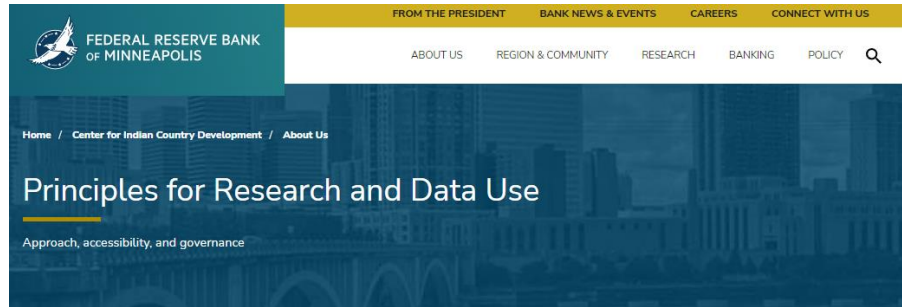 FROM THE PRESIDENT BANK NEWS & EVENTS CAREERS CONNECT WITH US
FEDERAL RESERVE BANK
OF MINNEAPOLIS
ABOUT US REGION & COMMUNITY RESEARCH BANKING POLICY
Home / Center for Indian Country Development / About Us
Principles for Research and Data Use
Approach, accessibility, and governance